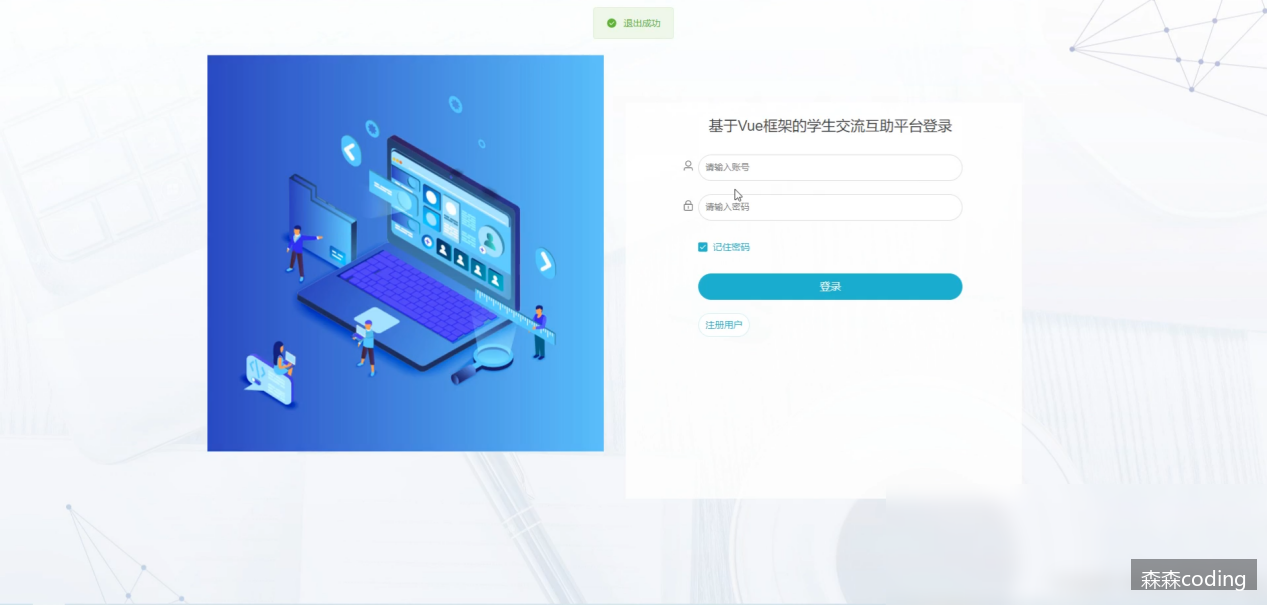 退出成功
基于Vue框架的学生交流互助平台登录
请输入账号
请输入密码
记住密码
登录
注册用户
森森coding